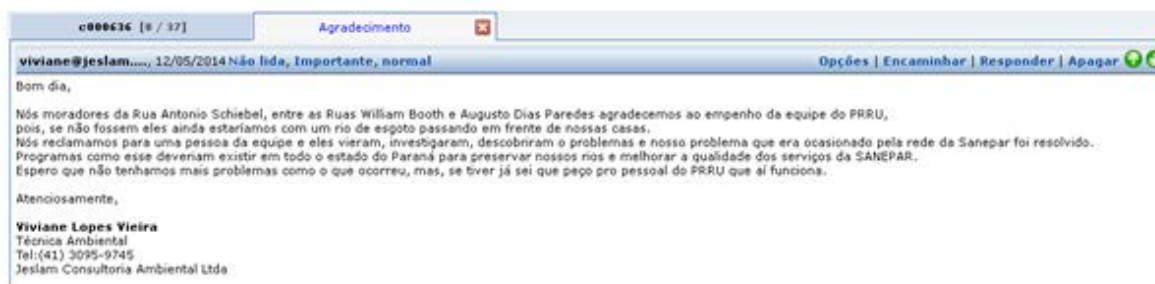 c000636 [8 / 37] Agradecimento
viviane@jeslam...., 12/05/2014 Não lida, Importante, normal Opções | Encaminhar | Responder | Apagar
Bom dia,
Nós moradores da Rua Antonio Schiebel, entre as Ruas William Booth e Augusto Dias Paredes agradecemos ao empenho da equipe do PRRU,
pois, se não fossem eles ainda estaríamos com um rio de esgoto passando em frente de nossas casas.
Nós reclamamos para uma pessoa da equipe e eles vieram, investigaram, descobriram o problemas e nosso problema que era ocasionado pela rede da Sanepar foi resolvido.
Programas como esse deveriam existir em todo o estado do Paraná para preservar nossos rios e melhorar a qualidade dos serviços da SANEPAR.
Espero que não tenhamos mais problemas como o que ocorreu, mas, se tiver já sei que peço pro pessoal do PRRU que aí funciona.
Atenciosamente,
Viviane Lopes Vieira
Técnica Ambiental
Tel:(41) 3095-9745
Jeslam Consultoria Ambiental Ltda